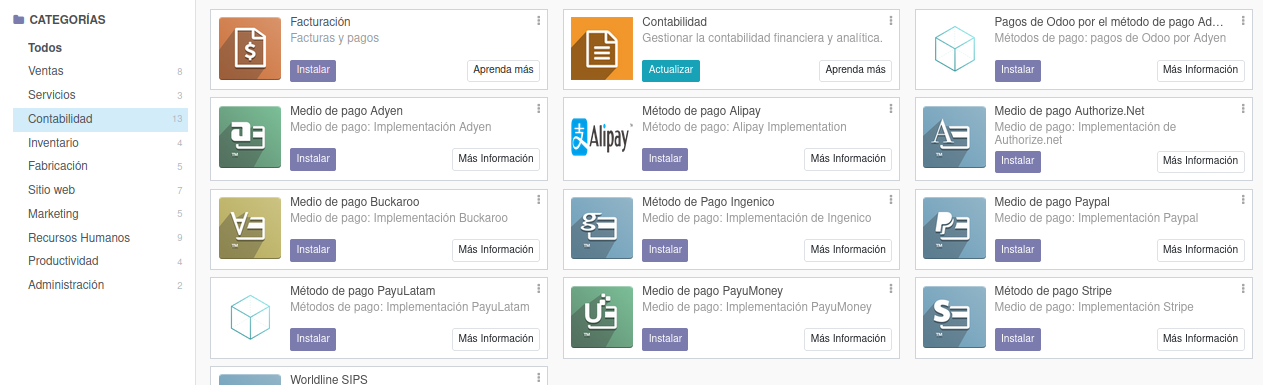 CATEGORÍAS
Todos
Ventas 8
Servicios 3
Contabilidad 13
Inventario 4
Fabricación 5
Sitio web 7
Marketing 5
Recursos Humanos 9
Productividad 4
Administración 2
Facturación
Facturas y pagos
Instalar Aprenda más
Contabilidad
Gestionar la contabilidad financiera y analítica.
Actualizar Aprenda más
Pagos de Odoo por el método de pago Ad...
Métodos de pago: pagos de Odoo por Adyen
Instalar Más Información
Medio de pago Adyen
Medio de pago: Implementación Adyen
Instalar Más Información
Alipay
Método de pago Alipay
Método de pago: Alipay Implementation
Instalar Más Información
Medio de pago Authorize.Net
Medio de pago: Implementación de
Authorize.net
Instalar Más Información
Medio de pago Buckaroo
Medio de pago: Implementación Buckaroo
Instalar Más Información
Método de Pago Ingenico
Medio de pago: Implementación de Ingenico
Instalar Más Información
Medio de pago Paypal
Medio de pago: Implementación Paypal
Instalar Más Información
Método de pago PayuLatam
Métodos de pago: Implementación PayuLatam
Instalar Más Información
Medio de pago PayuMoney
Medio de pago: Implementación PayuMoney
Instalar Más Información
Método de pago Stripe
Medio de pago: Implementación Stripe
Instalar Más Información
Worldline SIPS